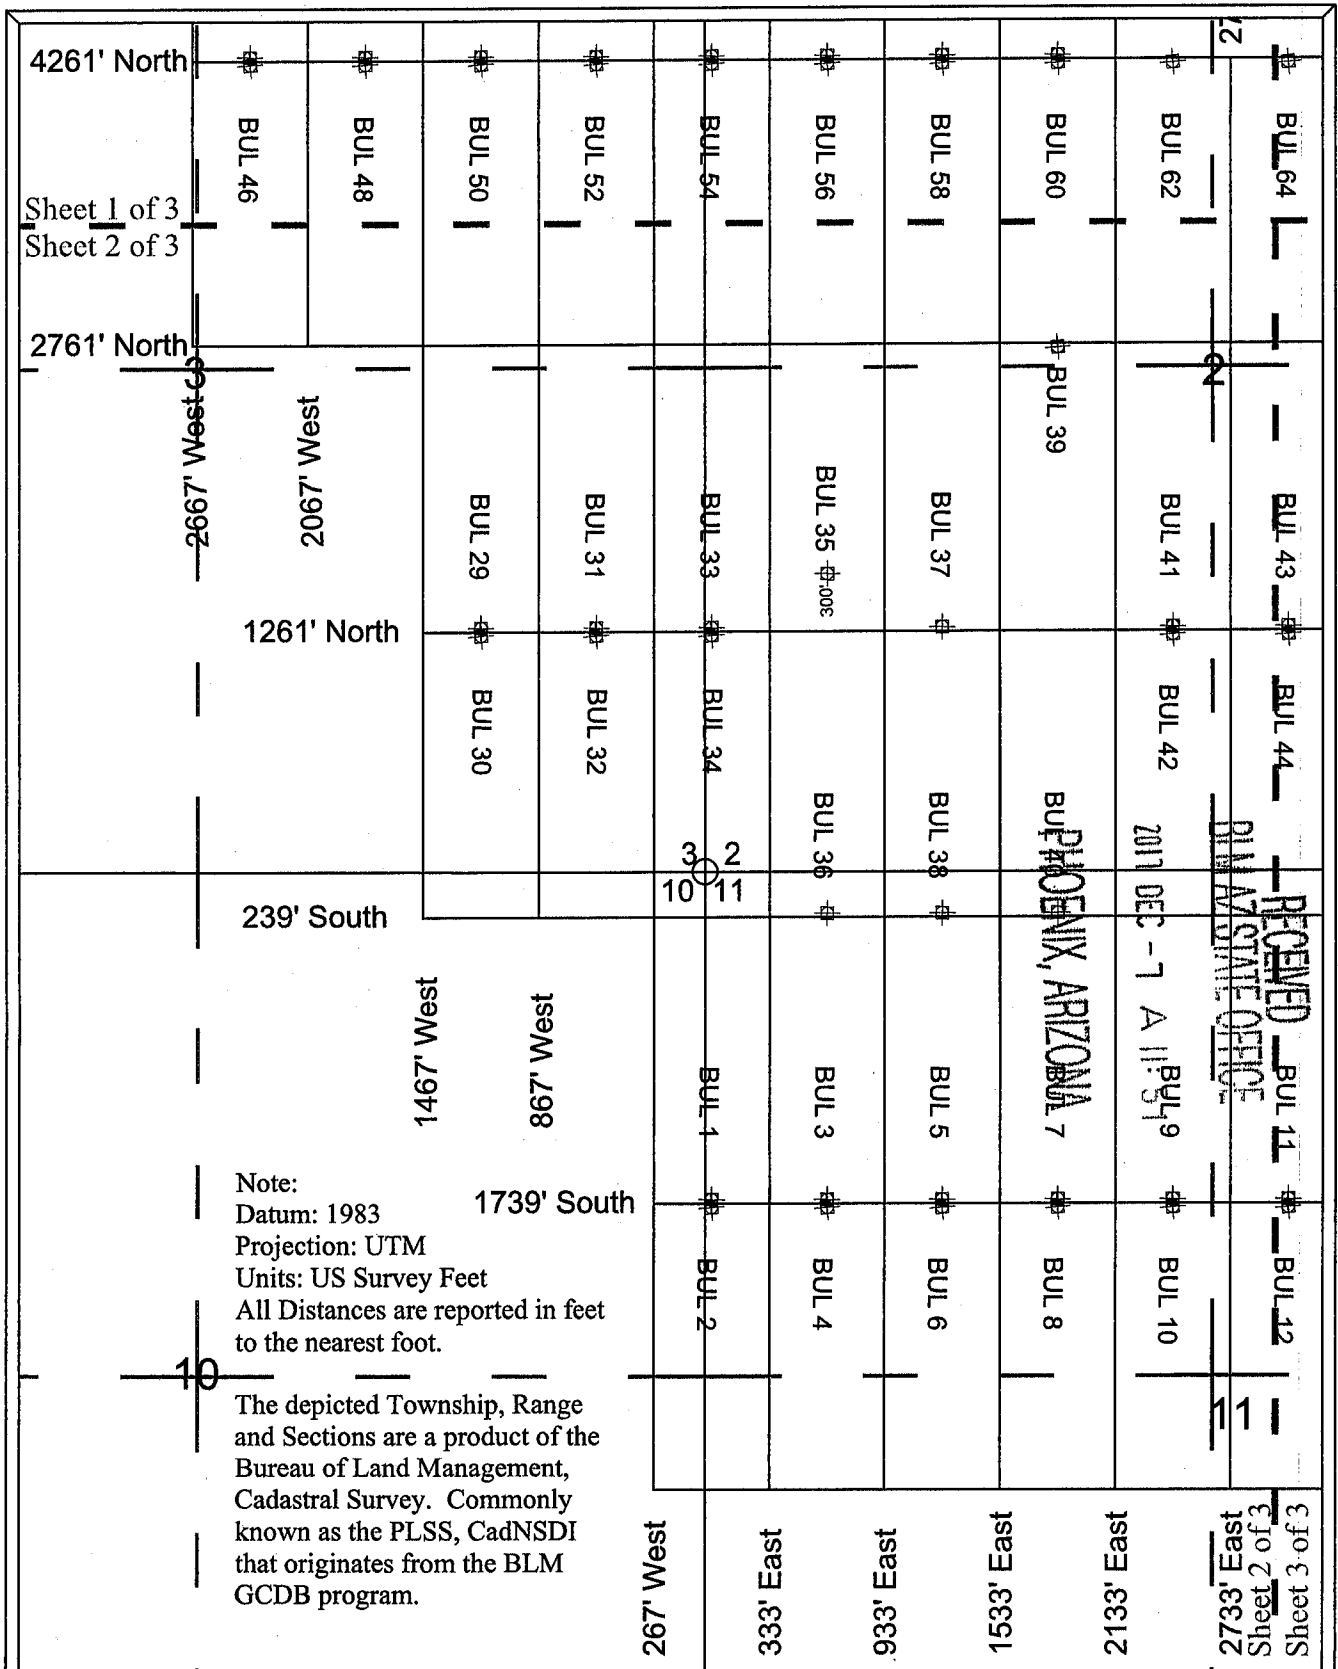 27
4261' North
BUL 46
BUL 48
BUL 50
BUL 52
BUL 54
BUL 56
BUL 58
BUL 60
BUL 62
BUL 64
Sheet 1 of 3
Sheet 2 of 3
2761' North
3
2
2667' West
2067' West
BUL 39
BUL 29
BUL 31
BUL 33
BUL 35
300'
BUL 37
BUL 41
BUL 43
1261' North
BUL 30
BUL 32
BUL 34
BUL 36
BUL 38
BUL 40
BUL 42
BUL 44
3 2
10 11
239' South
RECEIVED
BLM AZ STATE OFFICE
2017 DEC -7 A 11: 51
PHOENIX, ARIZONA
1467' West
867' West
BUL 1
BUL 3
BUL 5
BUL 7
BUL 9
BUL 11
1739' South
BUL 2
BUL 4
BUL 6
BUL 8
BUL 10
BUL 12
Note:
Datum: 1983
Projection: UTM
Units: US Survey Feet
All Distances are reported in feet
to the nearest foot.
10
11
The depicted Township, Range
and Sections are a product of the
Bureau of Land Management,
Cadastral Survey. Commonly
known as the PLSS, CadNSDI
that originates from the BLM
GCDB program.
267' West
333' East
933' East
1533' East
2133' East
2733' East
Sheet 2 of 3
Sheet 3 of 3